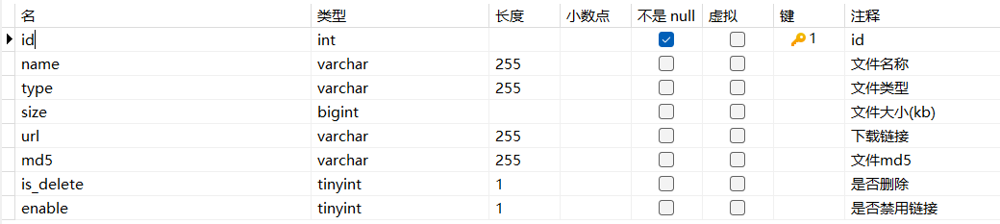 名 类型 长度 小数点 不是 null 虚拟 键 注释
id int 1 id
name varchar 255 文件名称
type varchar 255 文件类型
size bigint 文件大小(kb)
url varchar 255 下载链接
md5 varchar 255 文件md5
is_delete tinyint 1 是否删除
enable tinyint 1 是否禁用链接